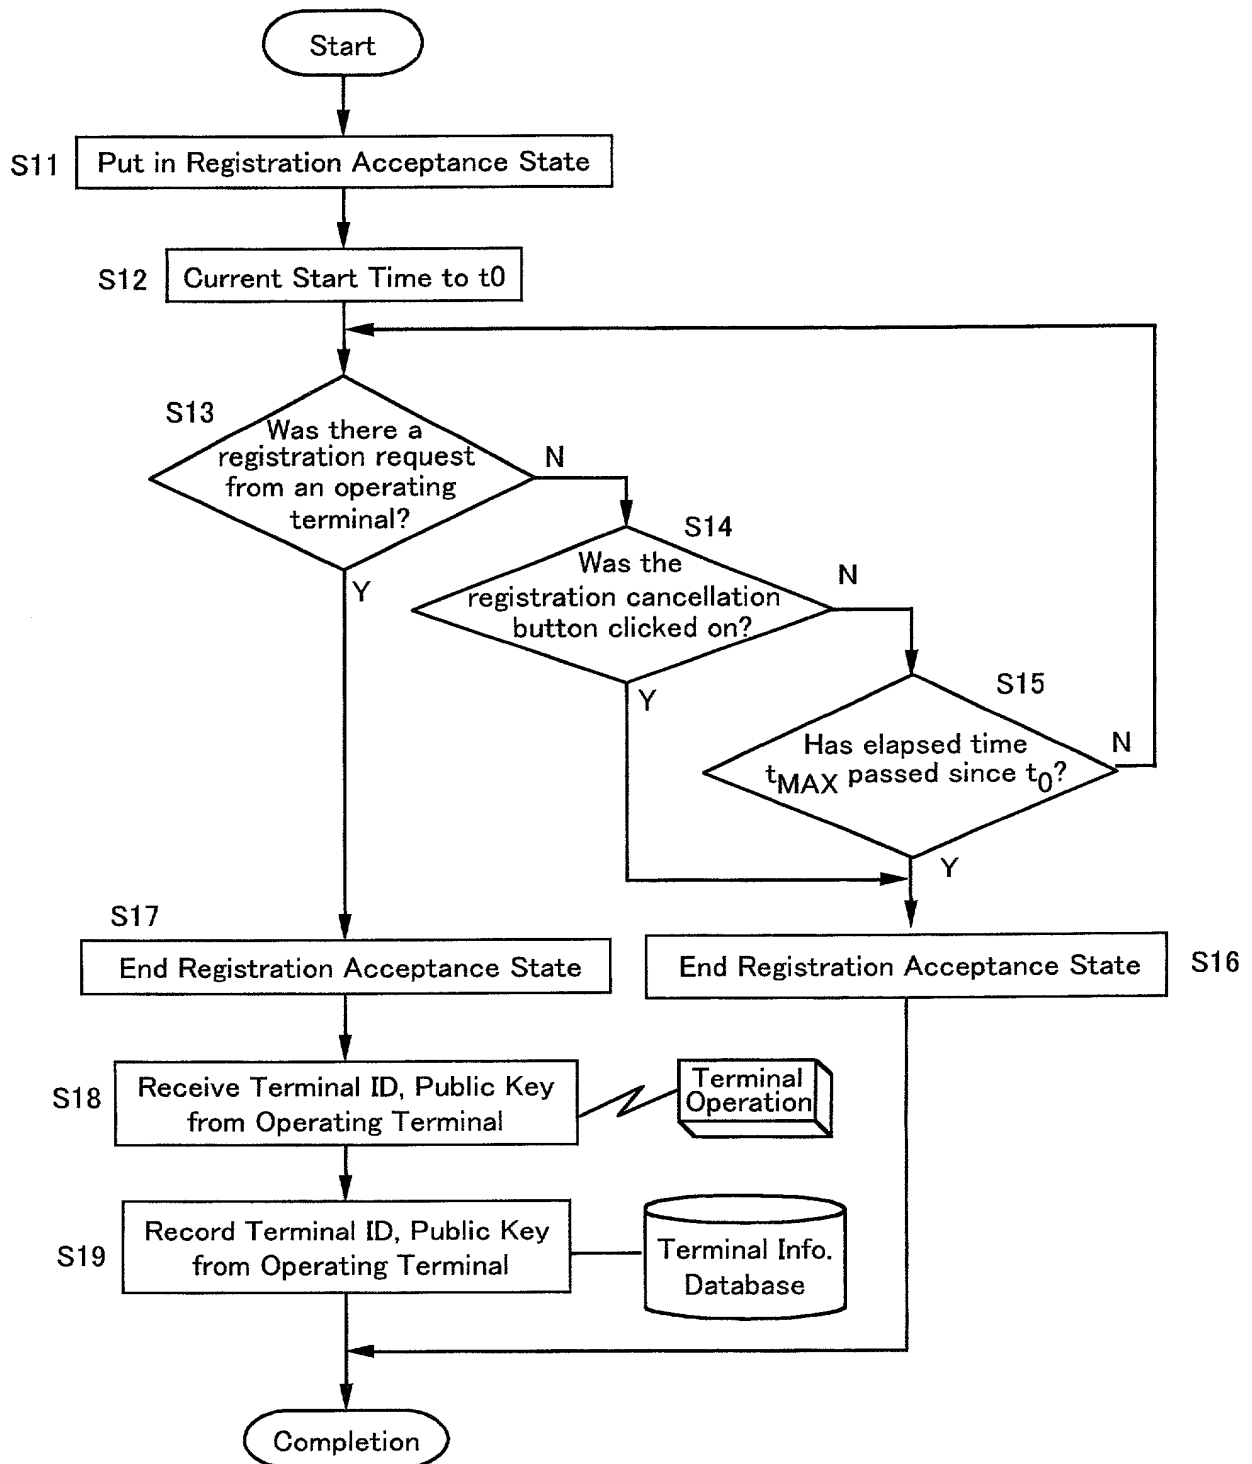 Start
S11
Put in Registration Acceptance State
S12
Current Start Time to t0
S13
Was there a
registration request
from an operating
terminal?
N
Y
S14
Was the
registration cancellation
button clicked on?
N
Y
S15
Has elapsed time
tMAX passed since t0?
N
Y
S17
End Registration Acceptance State
End Registration Acceptance State
S16
S18
Receive Terminal ID, Public Key
from Operating Terminal
Terminal
Operation
S19
Record Terminal ID, Public Key
from Operating Terminal
Terminal Info.
Database
Completion